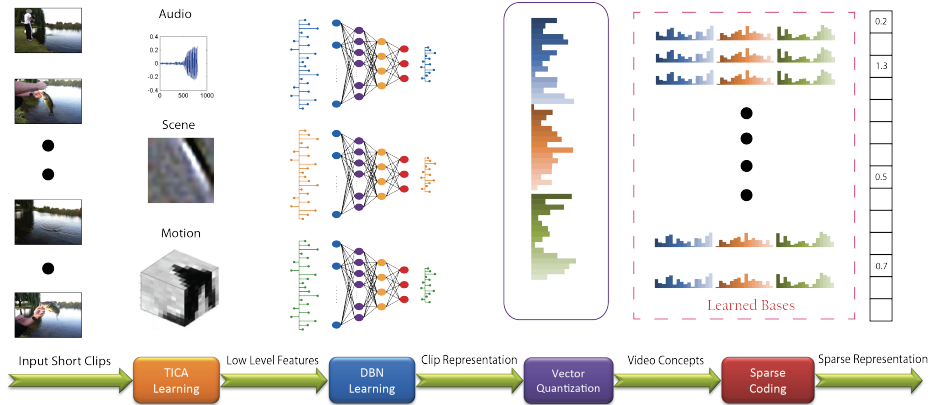 Audio
0.4
0.2
0
-0.2
-0.4
0
500
1000
Scene
Motion
Learned Bases
0.2
1.3
0.5
0.7
Input Short Clips
TICA
Learning
Low Level Features
DBN
Learning
Clip Representation
Vector
Quantization
Video Concepts
Sparse
Coding
Sparse Representation